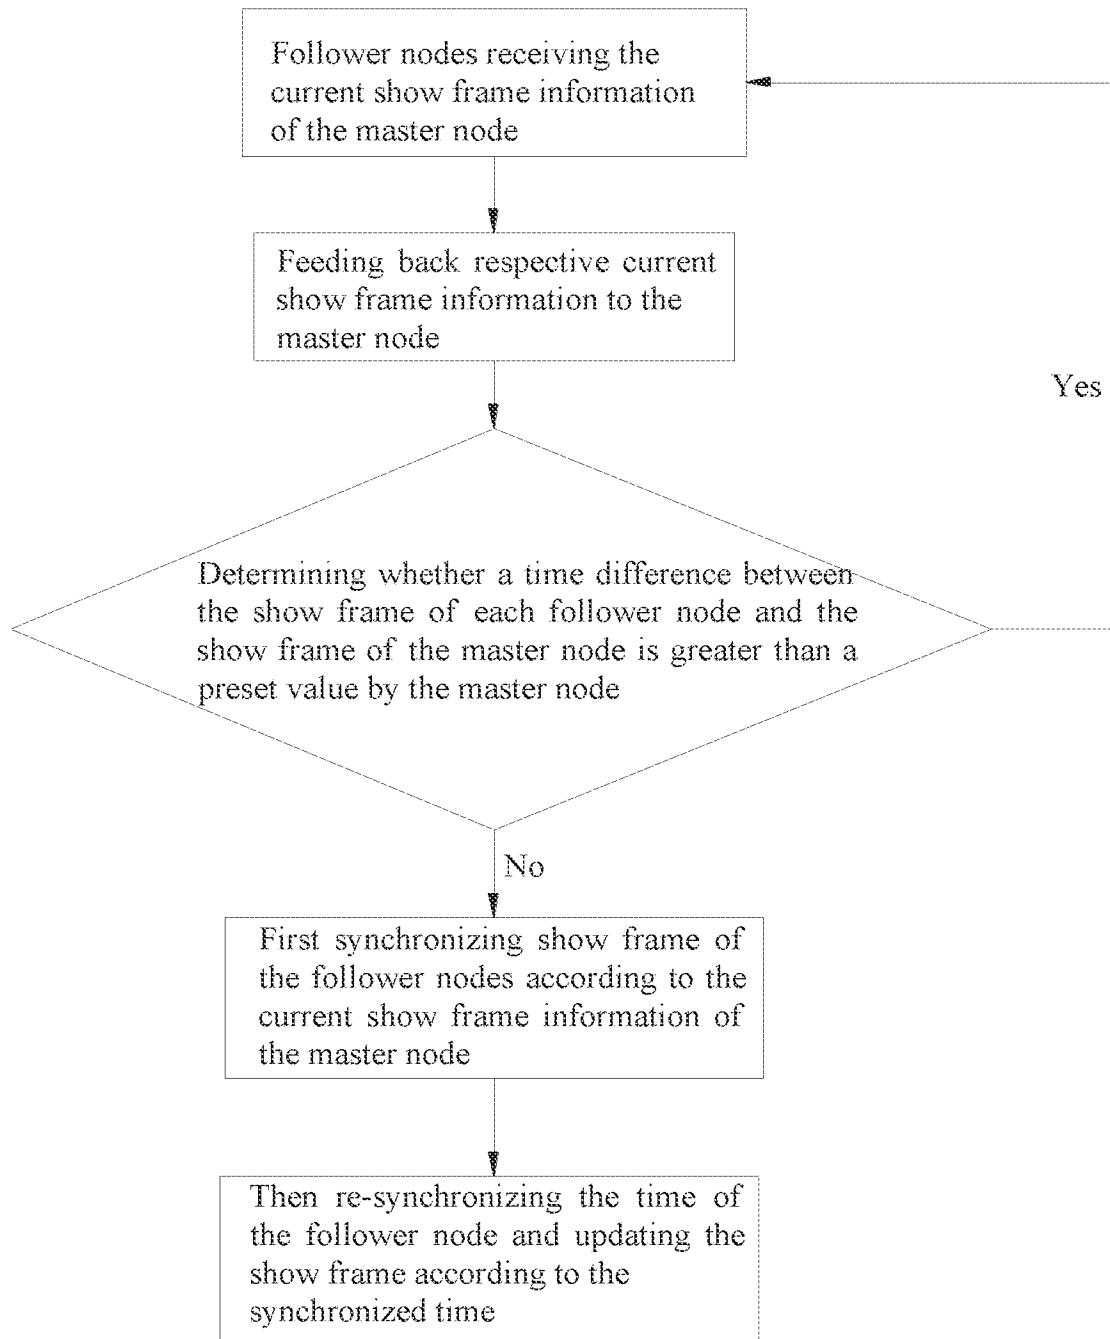 Follower nodes receiving the
current show frame information
of the master node
Feeding back respective current
show frame information to the
master node
Yes
Determining whether a time difference between
the show frame of each follower node and the
show frame of the master node is greater than a
preset value by the master node
No
First synchronizing show frame of
the follower nodes according to the
current show frame information of
the master node
Then re-synchronizing the time of
the follower node and updating the
show frame according to the
synchronized time